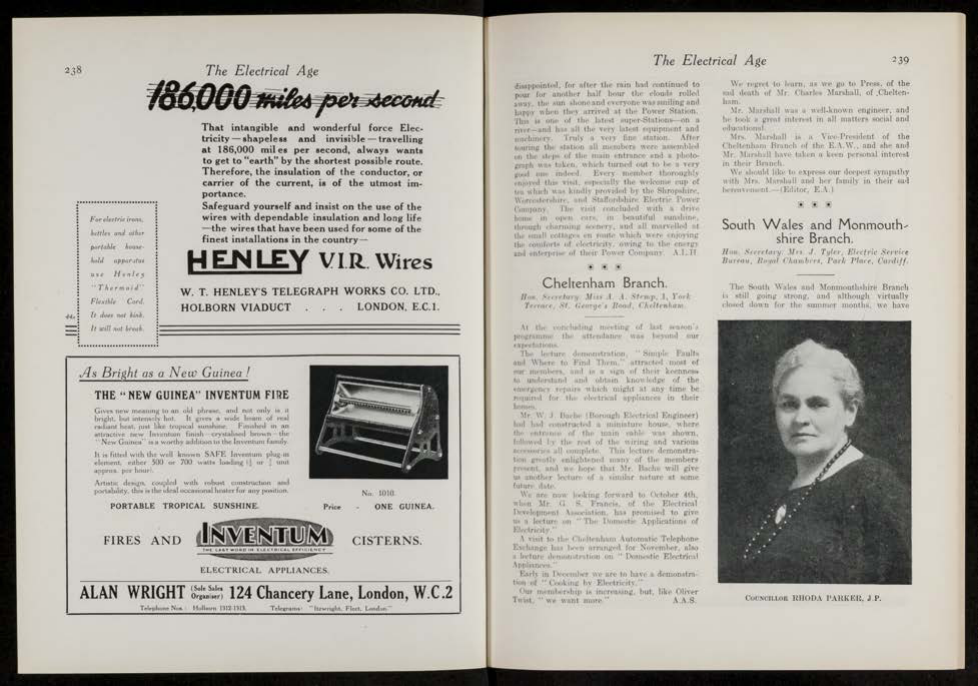 238
The Electrical Age
186,000 miles per second
That intangible and wonderful force Elec-
tricity—shapeless and invisible—travelling
at 186,000 miles per second, always wants
to get to "earth" by the shortest possible route.
Therefore, the insulation of the conductor, or
carrier of the current, is of the utmost im-
portance.
Safeguard yourself and insist on the use of the
wires with dependable insulation and long life
—the wires that have been used for some of the
finest installations in the country—
HENLEY V.I.R. Wires
W. T. HENLEY'S TELEGRAPH WORKS CO. LTD.,
HOLBORN VIADUCT . . . LONDON, E.C.1.
For electric irons,
kettles and other
portable house-
hold apparatus
use Henley
"Thermoid"
Flexible Cord.
It does not kink.
It will not break.
As Bright as a New Guinea!
THE "NEW GUINEA" INVENTUM FIRE
Gives new meaning to an old phrase, and not only is it
bright, but intensely hot. It gives a wide beam of real
radiant heat, just like tropical sunshine. Finished in an
attractive new Inventum finish—crystalised brown—the
"New Guinea" is a worthy addition to the Inventum family.
It is fitted with the well known SAFE Inventum plug-in
element, either 500 or 700 watts loading (½ or ¾ unit
approx. per hour).
Artistic design, coupled with robust construction and
portability, this is the ideal occasional heater for any position.
No. 1010.
PORTABLE TROPICAL SUNSHINE. Price - ONE GUINEA.
FIRES AND INVENTUM CISTERNS.
THE LAST WORD IN ELECTRICAL EFFICIENCY
ELECTRICAL APPLIANCES.
ALAN WRIGHT (Sole Sales Organiser) 124 Chancery Lane, London, W.C.2
Telephone Nos.: Holborn 1912-1913. Telegrams: "Itswright, Fleet, London."
The Electrical Age
239
disappointed, for after the rain had continued to
pour for another half hour the clouds rolled
away, the sun shone and everyone was smiling and
happy when they arrived at the Power Station.
This is one of the latest super-Stations—on a
river—and has all the very latest equipment and
machinery. Truly a very fine station. After
touring the station all members were assembled
on the steps of the main entrance and a photo-
graph was taken, which turned out to be a very
good one indeed. Every member thoroughly
enjoyed this visit, especially the welcome cup of
tea which was kindly provided by the Shropshire,
Worcestershire, and Staffordshire Electric Power
Company. The visit concluded with a drive
home in open cars, in beautiful sunshine,
through charming scenery, and all marvelled at
the small cottages en route which were enjoying
the comforts of electricity, owing to the energy
and enterprise of their Power Company. A.L.H.
* * *
Cheltenham Branch.
Hon. Secretary: Miss A. A. Stemp, 1, York
Terrace, St. George's Road, Cheltenham.
At the concluding meeting of last season's
programme the attendance was beyond our
expectations.
The lecture demonstration, "Simple Faults
and Where to Find Them," attracted most of
our members, and is a sign of their keenness
to understand and obtain knowledge of the
emergency repairs which might at any time be
required for the electrical appliances in their
homes.
Mr. W. J. Bache (Borough Electrical Engineer)
had had constructed a miniature house, where
the entrance of the main cable was shown,
followed by the rest of the wiring and various
accessories all complete. This lecture demonstra-
tion greatly enlightened many of the members
present, and we hope that Mr. Bache will give
us another lecture of a similar nature at some
future date.
We are now looking forward to October 4th,
when Mr. G. S. Francis, of the Electrical
Development Association, has promised to give
us a lecture on "The Domestic Applications of
Electricity."
A visit to the Cheltenham Automatic Telephone
Exchange has been arranged for November, also
a lecture demonstration on "Domestic Electrical
Appliances."
Early in December we are to have a demonstra-
tion of "Cooking by Electricity."
Our membership is increasing, but, like Oliver
Twist, "we want more." A.A.S.
We regret to learn, as we go to Press, of the
sad death of Mr. Charles Marshall, of Chelten-
ham.
Mr. Marshall was a well-known engineer, and
he took a great interest in all matters social and
educational.
Mrs. Marshall is a Vice-President of the
Cheltenham Branch of the E.A.W., and she and
Mr. Marshall have taken a keen personal interest
in their Branch.
We should like to express our deepest sympathy
with Mrs. Marshall and her family in their sad
bereavement.—(Editor, E.A.)
* * *
South Wales and Monmouth-
shire Branch.
Hon. Secretary: Mrs. J. Tyler, Electric Service
Bureau, Royal Chambers, Park Place, Cardiff.
The South Wales and Monmouthshire Branch
is still going strong, and although virtually
closed down for the summer months, we have
COUNCILLOR RHODA PARKER, J.P.